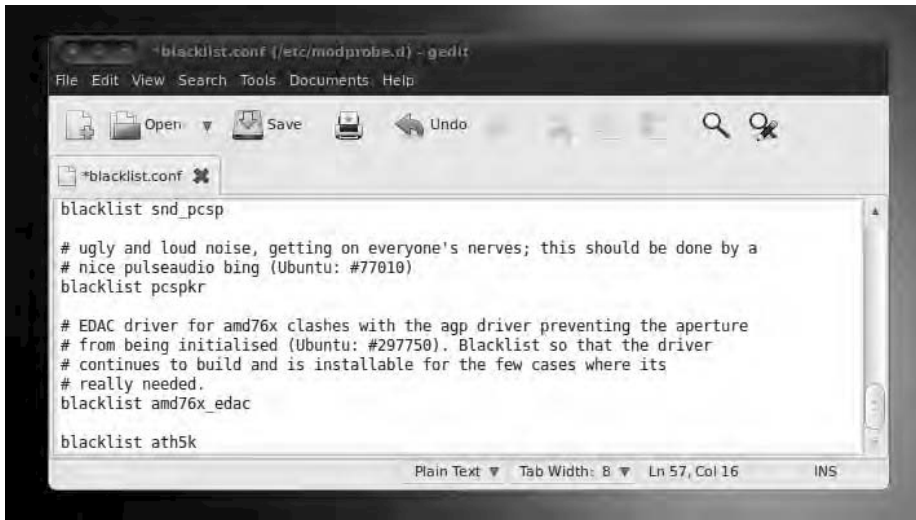 *blacklist.conf (/etc/modprobe.d) - gedit
File Edit View Search Tools Documents Help
Open Save Undo
*blacklist.conf
blacklist snd_pcsp
# ugly and loud noise, getting on everyone's nerves; this should be done by a
# nice pulseaudio bing (Ubuntu: #77010)
blacklist pcspkr
# EDAC driver for amd76x clashes with the agp driver preventing the aperture
# from being initialised (Ubuntu: #297750). Blacklist so that the driver
# continues to build and is installable for the few cases where its
# really needed.
blacklist amd76x_edac
blacklist ath5k
Plain Text Tab Width: 8 Ln 57, Col 16 INS